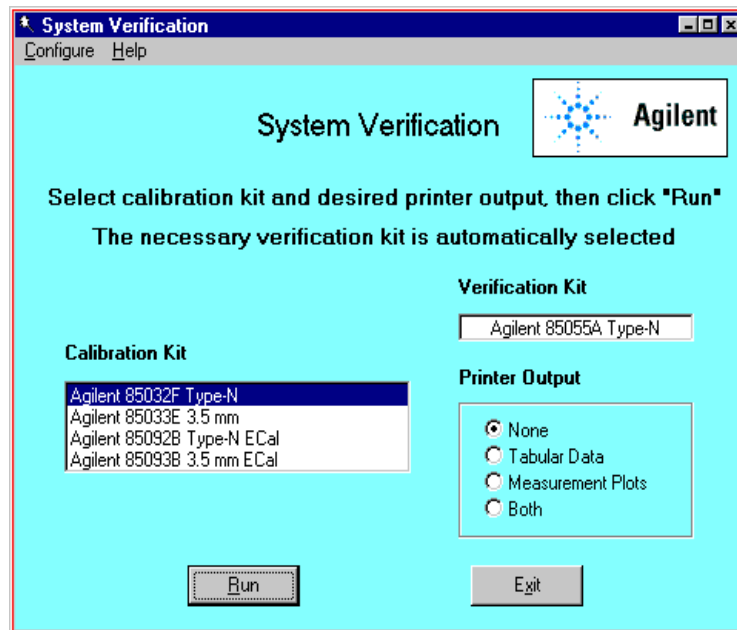 System Verification
Configure Help
System Verification
Agilent
Select calibration kit and desired printer output, then click "Run"
The necessary verification kit is automatically selected
Verification Kit
Agilent 85055A Type-N
Calibration Kit
Agilent 85032F Type-N
Agilent 85033E 3.5 mm
Agilent 85092B Type-N ECal
Agilent 85093B 3.5 mm ECal
Printer Output
None
Tabular Data
Measurement Plots
Both
Run
Exit